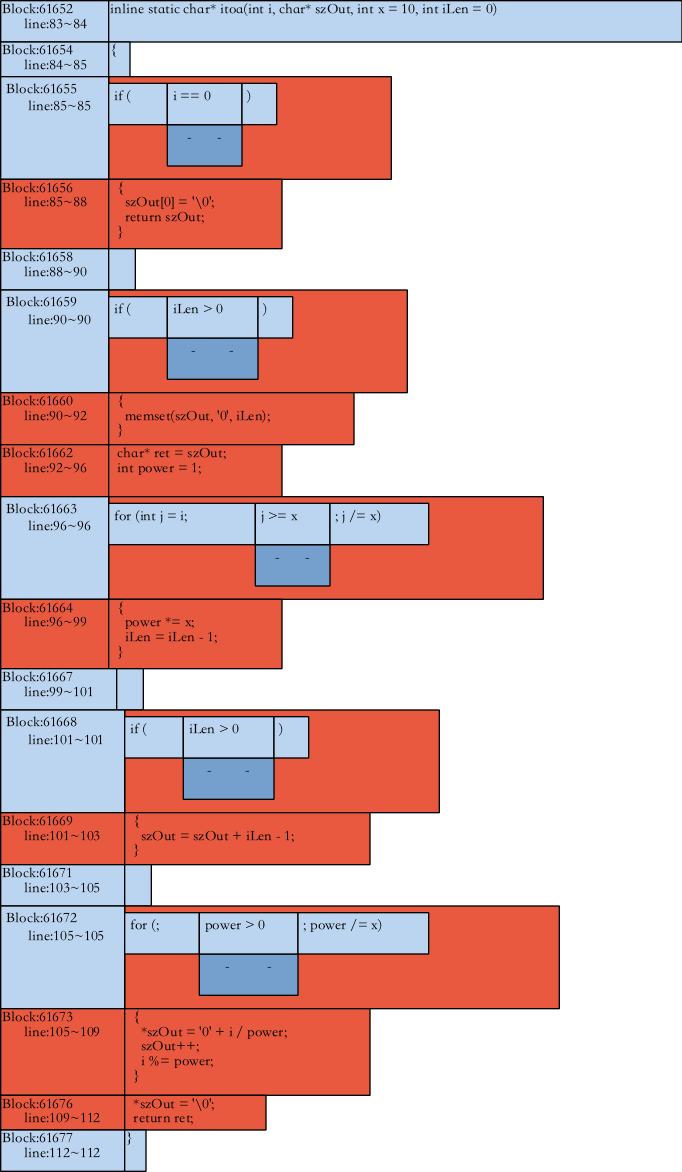 Block:61652 inline static char* itoa(int i, char* szOut, int x = 10, int iLen = 0)
line:83~84
Block:61654 {
line:84~85
Block:61655 if ( i == 0 )
line:85~85
- -
Block:61656 {
line:85~88 szOut[0] = '\0';
return szOut;
}
Block:61658
line:88~90
Block:61659 if ( iLen > 0 )
line:90~90
- -
Block:61660 {
line:90~92 memset(szOut, '0', iLen);
}
Block:61662 char* ret = szOut;
line:92~96 int power = 1;
Block:61663 for (int j = i; j >= x ; j /= x)
line:96~96
- -
Block:61664 {
line:96~99 power *= x;
iLen = iLen - 1;
}
Block:61667
line:99~101
Block:61668 if ( iLen > 0 )
line:101~101
- -
Block:61669 {
line:101~103 szOut = szOut + iLen - 1;
}
Block:61671
line:103~105
Block:61672 for (; power > 0 ; power /= x)
line:105~105
- -
Block:61673 {
line:105~109 *szOut = '0' + i / power;
szOut++;
i %= power;
}
Block:61676 *szOut = '\0';
line:109~112 return ret;
Block:61677 }
line:112~112